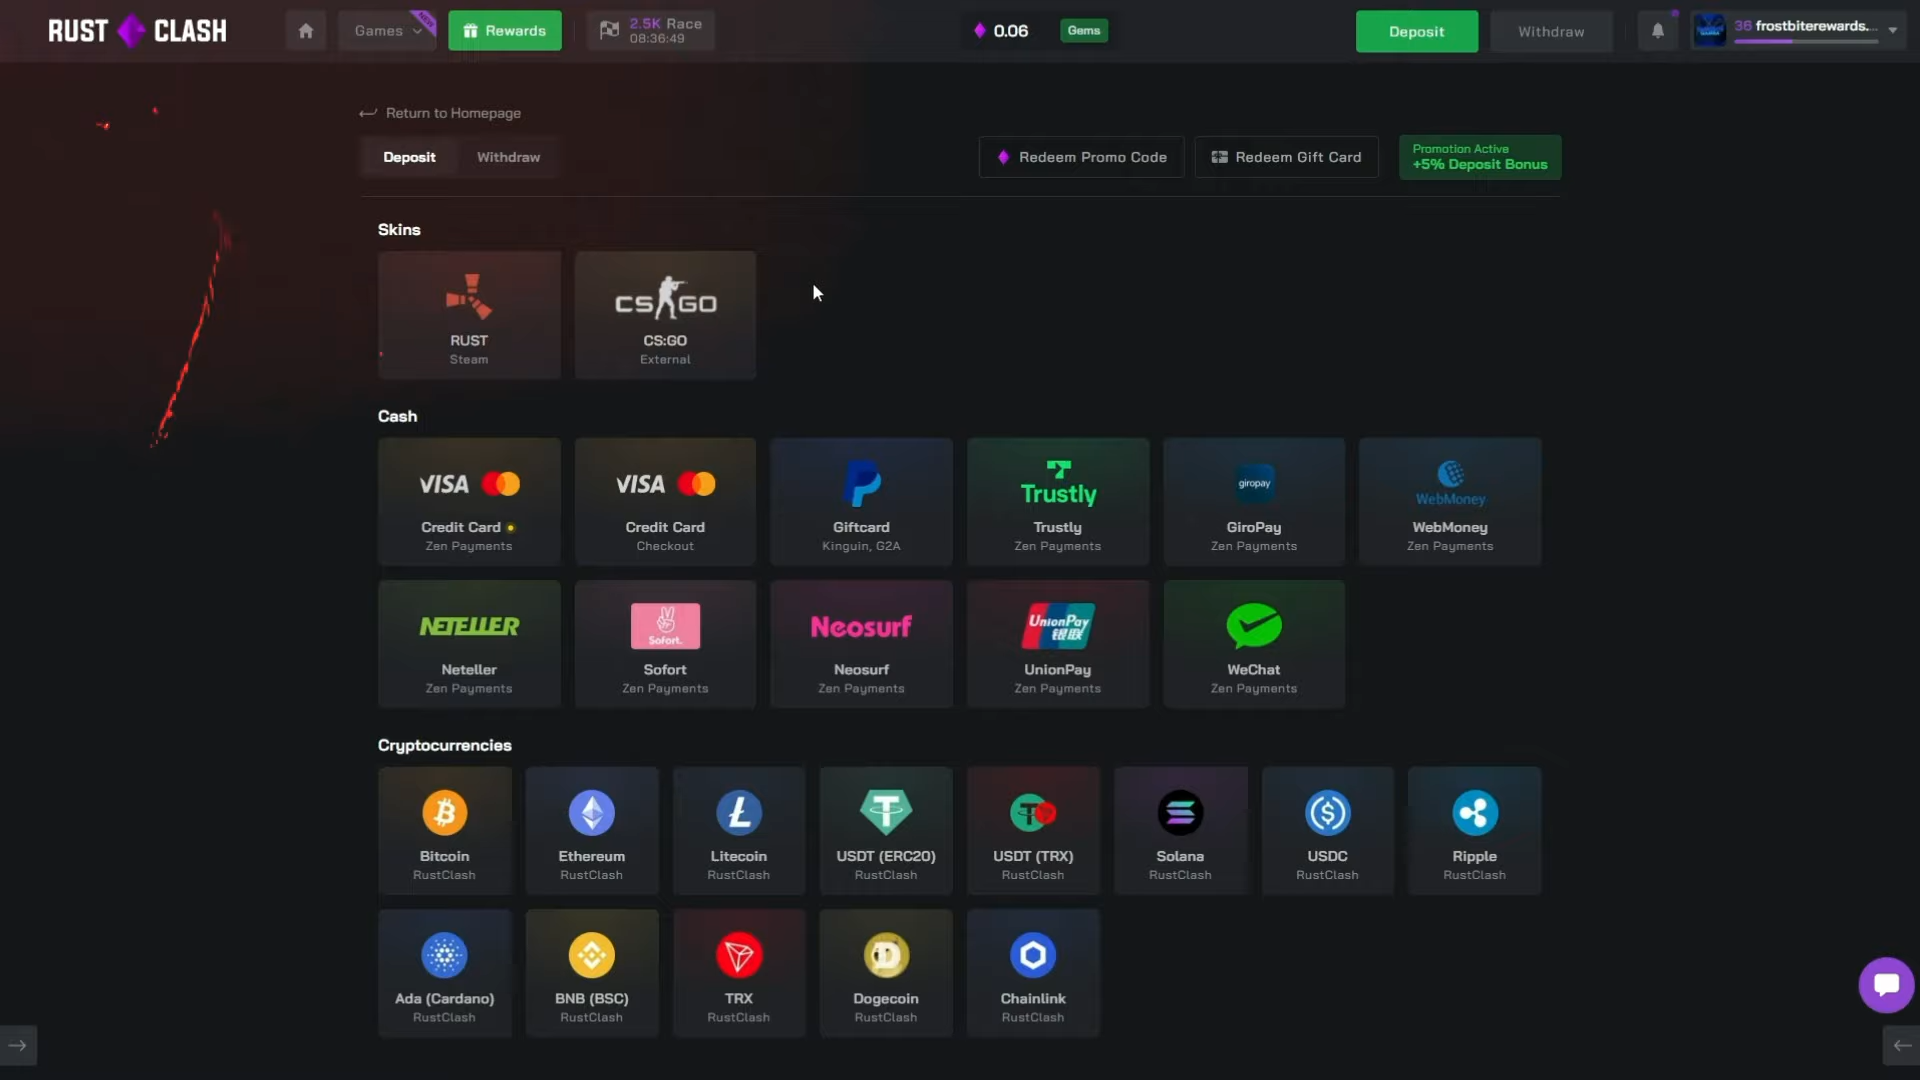 RUST CLASH
Games
NEW
Rewards
2.5K Race
08:36:49
0.06
Gems
Deposit
Withdraw
36 frostbiterewards...
Return to Homepage
Deposit
Withdraw
Redeem Promo Code
Redeem Gift Card
Promotion Active
+5% Deposit Bonus
Skins
RUST
Steam
CS GO
CS:GO
External
Cash
VISA
Credit Card
Zen Payments
VISA
Credit Card
Checkout
Giftcard
Kinguin, G2A
Trustly
Trustly
Zen Payments
giropay
GiroPay
Zen Payments
WebMoney
WebMoney
Zen Payments
NETELLER
Neteller
Zen Payments
Sofort.
Sofort
Zen Payments
Neosurf
Neosurf
Zen Payments
UnionPay
银联
UnionPay
Zen Payments
WeChat
Zen Payments
Cryptocurrencies
Bitcoin
RustClash
Ethereum
RustClash
Litecoin
RustClash
USDT (ERC20)
RustClash
USDT (TRX)
RustClash
Solana
RustClash
USDC
RustClash
Ripple
RustClash
Ada (Cardano)
RustClash
BNB (BSC)
RustClash
TRX
RustClash
Dogecoin
RustClash
Chainlink
RustClash